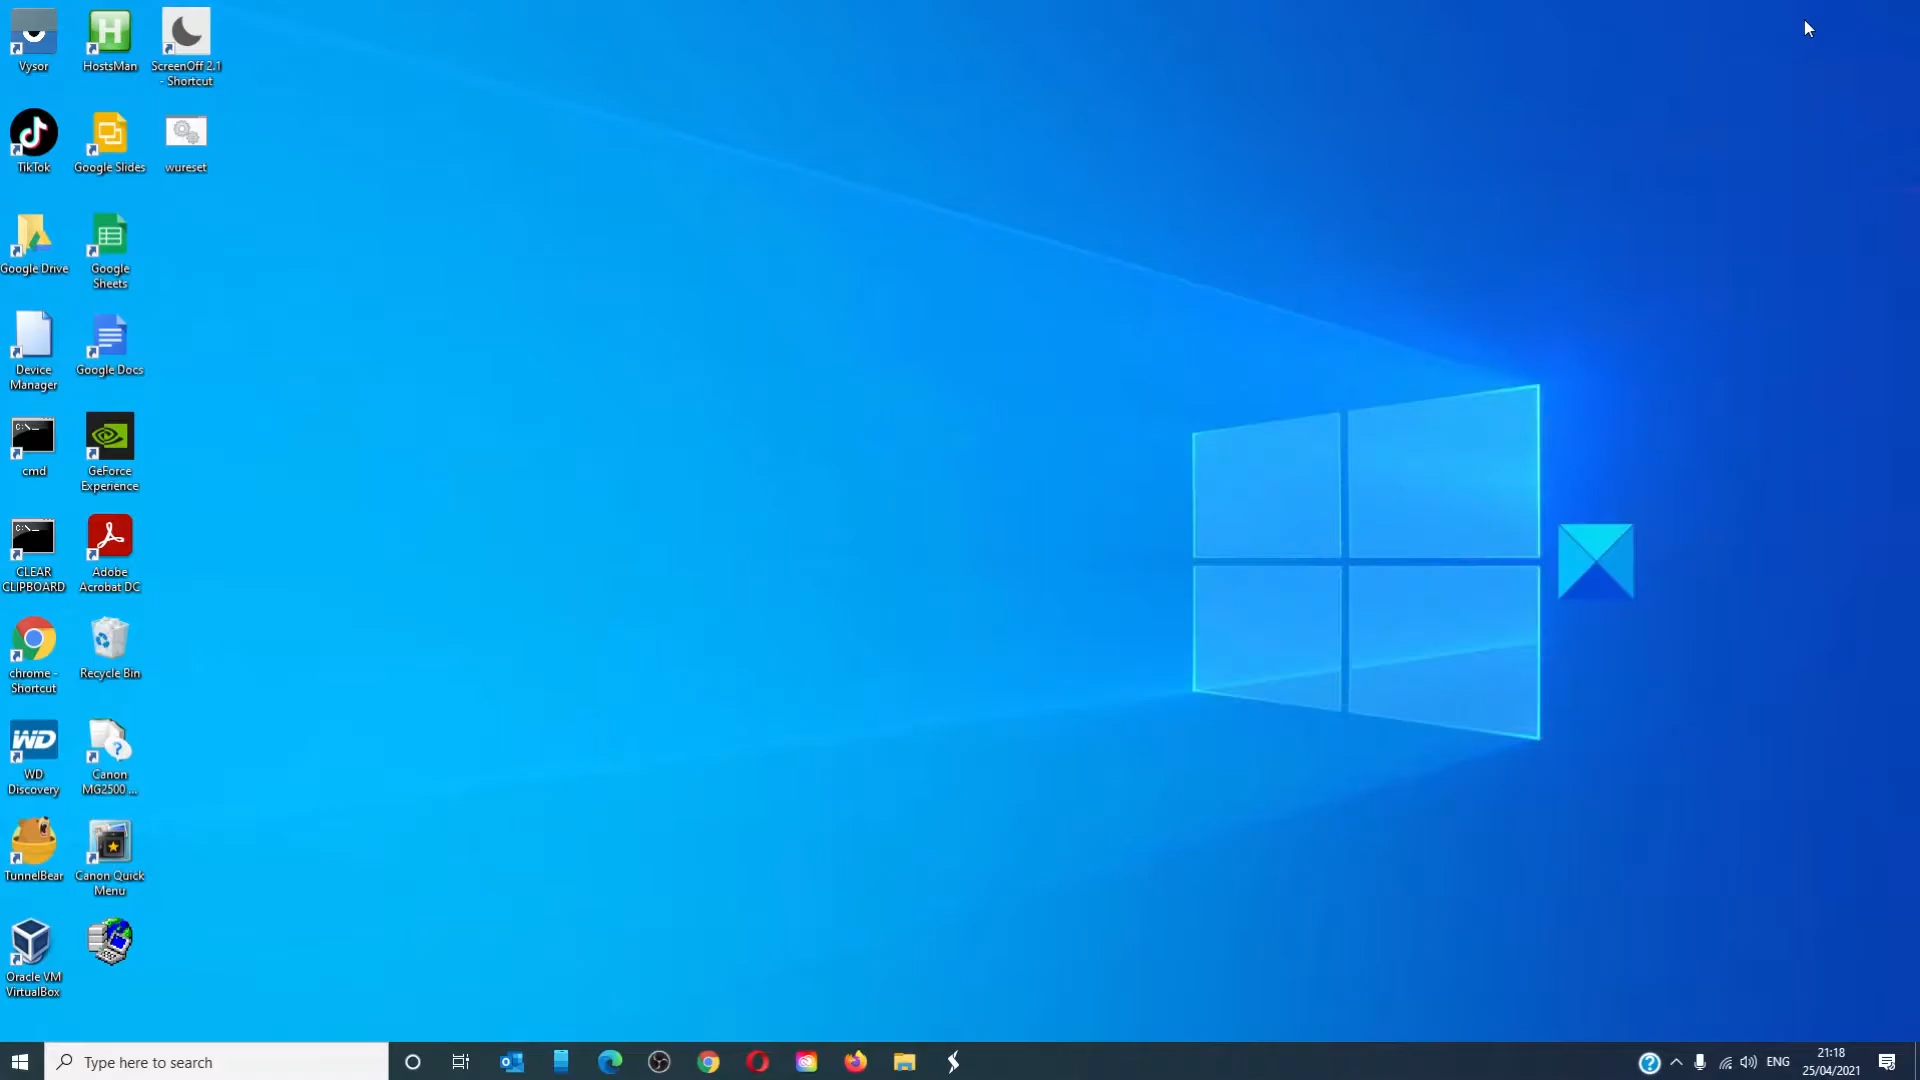 Vysor
HostsMan
ScreenOff 2.1
- Shortcut
TikTok
Google Slides
wureset
Google Drive
Google
Sheets
Device
Manager
Google Docs
cmd
GeForce
Experience
CLEAR
CLIPBOARD
Adobe
Acrobat DC
chrome -
Shortcut
Recycle Bin
WD
WD
Discovery
Canon
MG2500 ...
TunnelBear
Canon Quick
Menu
Oracle VM
VirtualBox
Type here to search
ENG
21:18
25/04/2021